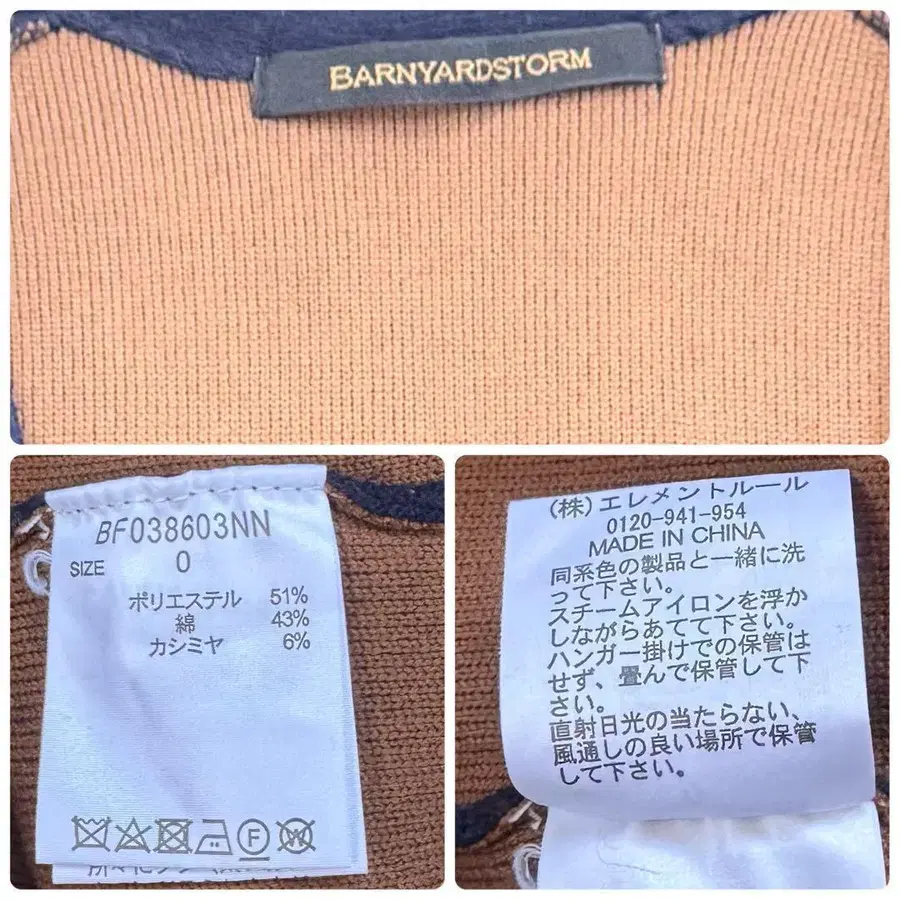 BARNYARDSTORM
BF038603NN
SIZE 0
ポリエステル 51%
綿 43%
カシミヤ 6%
F
W
(株)エレメントルール
0120-941-954
MADE IN CHINA
同系色の製品と一緒に洗
って下さい。
スチームアイロンを浮か
しながらあてて下さい。
ハンガー掛けでの保管は
せず、畳んで保管して下
さい。
直射日光の当たらない、
風通しの良い場所で保管
して下さい。